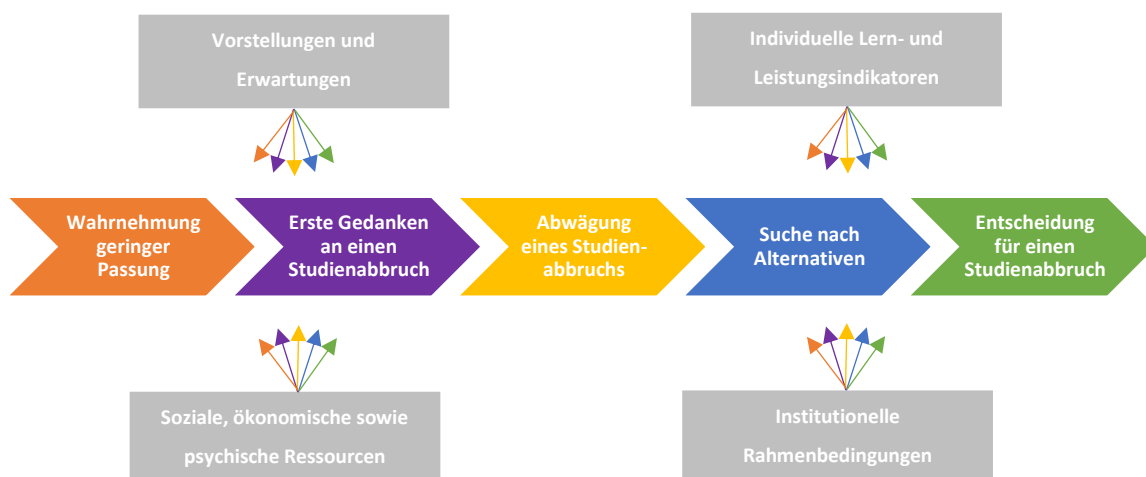 Vorstellungen und
Erwartungen
Individuelle Lern- und
Leistungsindikatoren
Wahrnehmung
geringer
Passung
Erste Gedanken
an einen
Studienabbruch
Abwägung
eines Studien-
abbruchs
Suche nach
Alternativen
Entscheidung
für einen
Studienabbruch
Soziale, ökonomische sowie
psychische Ressourcen
Institutionelle
Rahmenbedingungen